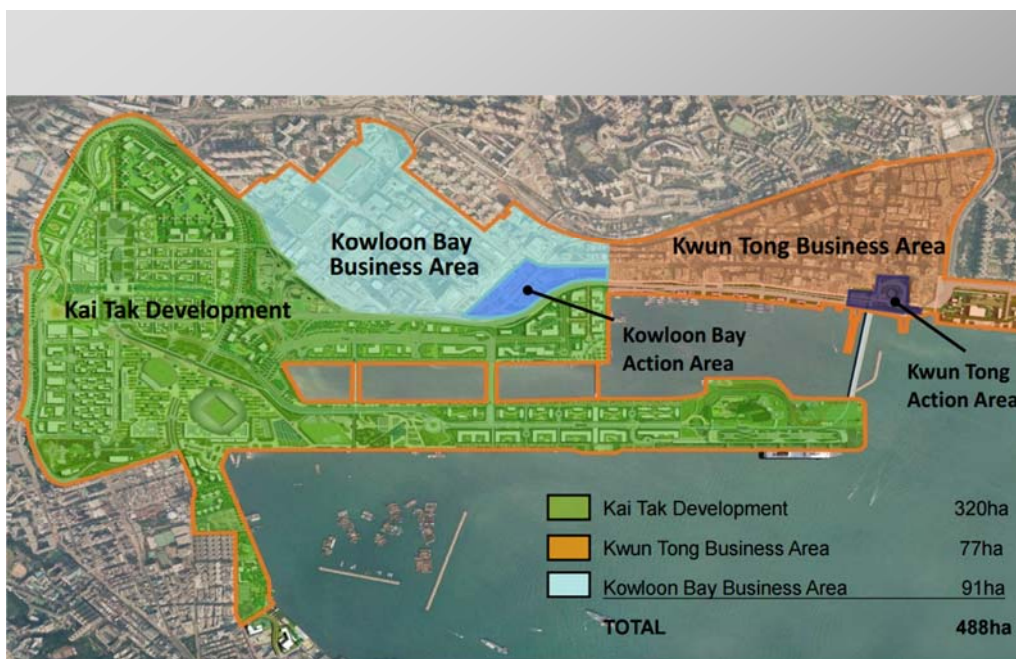 Kowloon Bay
Business Area
Kwun Tong Business Area
Kai Tak Development
Kowloon Bay
Action Area
Kwun Tong
Action Area
Kai Tak Development 320ha
Kwun Tong Business Area 77ha
Kowloon Bay Business Area 91ha
TOTAL 488ha